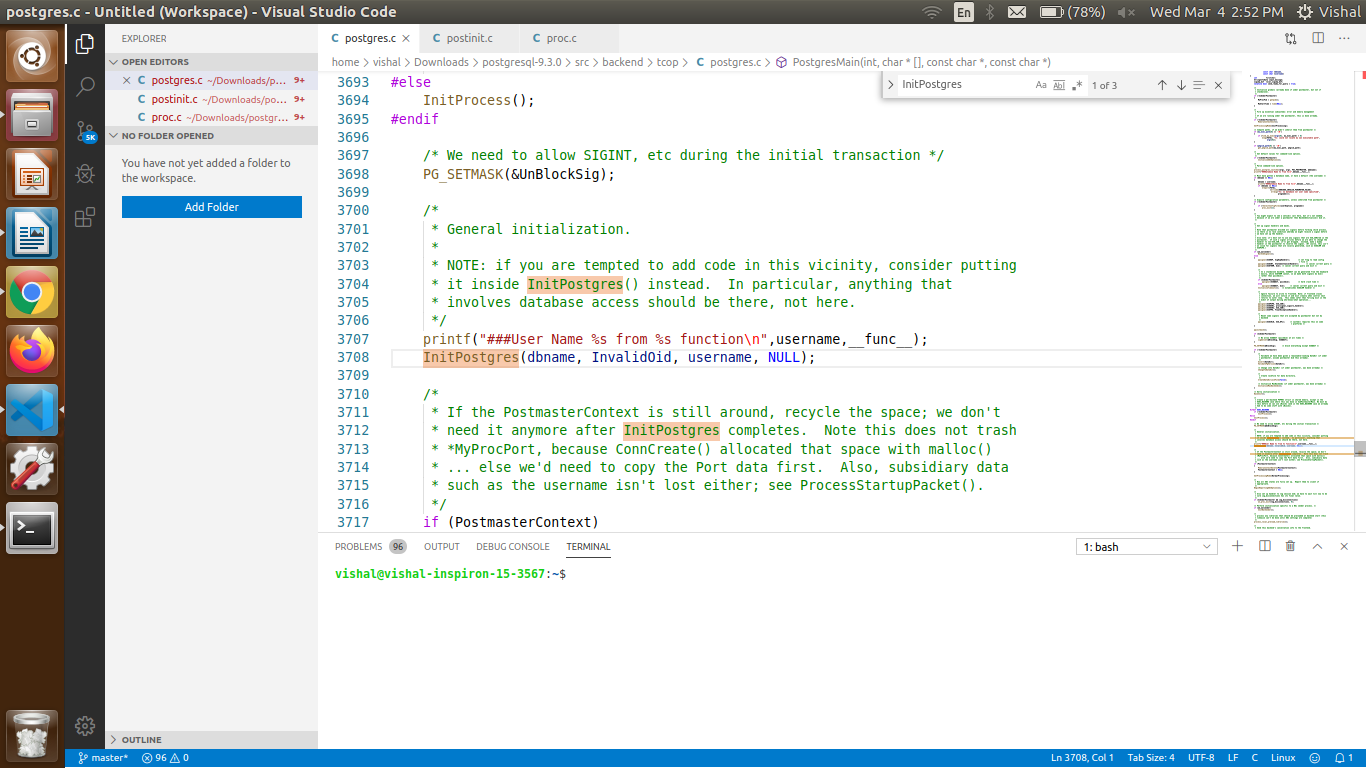 postgres.c - Untitled (Workspace) - Visual Studio Code
En
(78%)
Wed Mar 4 2:52 PM
Vishal
EXPLORER
OPEN EDITORS
postgres.c ~/Downloads/p... 9+
postinit.c ~/Downloads/po... 9+
proc.c ~/Downloads/postgr... 9+
NO FOLDER OPENED
You have not yet added a folder to
the workspace.
Add Folder
OUTLINE
SK
C postgres.c
C postinit.c
C proc.c
home > vishal > Downloads > postgresql-9.3.0 > src > backend > tcop > C postgres.c > PostgresMain(int, char * [], const char *, const char *)
InitPostgres Aa Abl .* 1 of 3
3693 #else
3694     InitProcess();
3695 #endif
3696
3697     /* We need to allow SIGINT, etc during the initial transaction */
3698     PG_SETMASK(&UnBlockSig);
3699
3700     /*
3701      * General initialization.
3702      *
3703      * NOTE: if you are tempted to add code in this vicinity, consider putting
3704      * it inside InitPostgres() instead.  In particular, anything that
3705      * involves database access should be there, not here.
3706      */
3707     printf("###User Name %s from %s function\n",username,__func__);
3708     InitPostgres(dbname, InvalidOid, username, NULL);
3709
3710     /*
3711      * If the PostmasterContext is still around, recycle the space; we don't
3712      * need it anymore after InitPostgres completes.  Note this does not trash
3713      * *MyProcPort, because ConnCreate() allocated that space with malloc()
3714      * ... else we'd need to copy the Port data first.  Also, subsidiary data
3715      * such as the username isn't lost either; see ProcessStartupPacket().
3716      */
3717     if (PostmasterContext)
PROBLEMS 96 OUTPUT DEBUG CONSOLE TERMINAL
1: bash
vishal@vishal-inspiron-15-3567:~$
master* 96 0
Ln 3708, Col 1 Tab Size: 4 UTF-8 LF C Linux 1